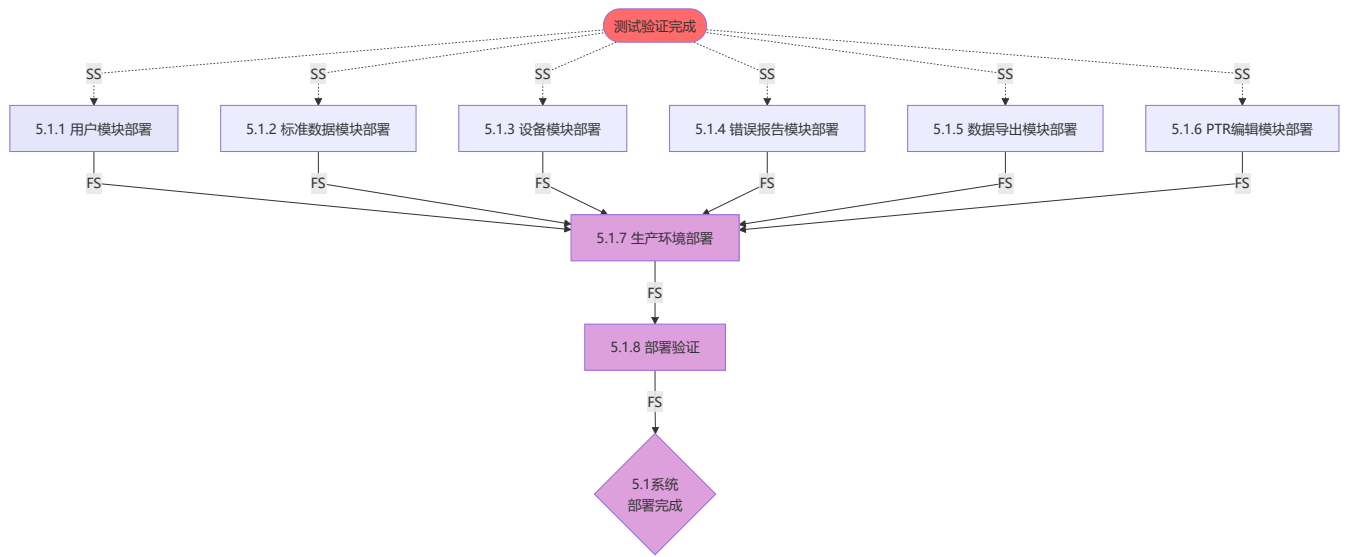 测试验证完成
SS
SS
SS
SS
SS
SS
5.1.1 用户模块部署
5.1.2 标准数据模块部署
5.1.3 设备模块部署
5.1.4 错误报告模块部署
5.1.5 数据导出模块部署
5.1.6 PTR编辑模块部署
FS
FS
FS
FS
FS
FS
5.1.7 生产环境部署
FS
5.1.8 部署验证
FS
5.1系统
部署完成